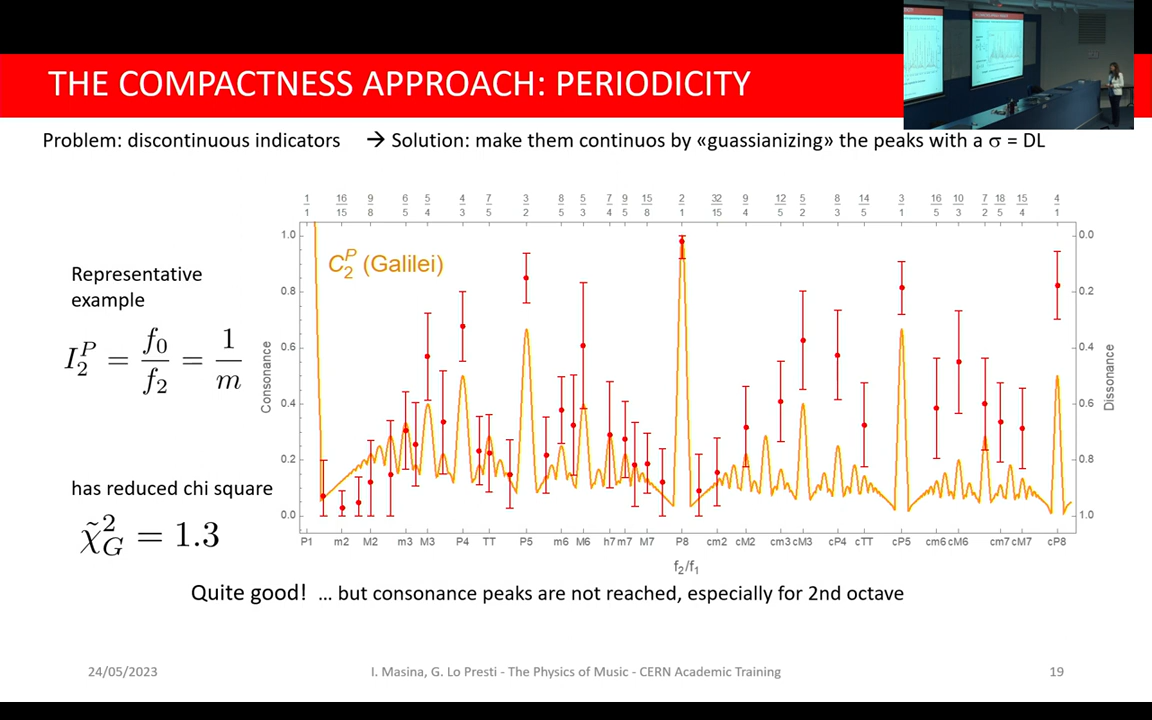 THE COMPACTNESS APPROACH: PERIODICITY
Problem: discontinuous indicators → Solution: make them continuos by «guassianizing» the peaks with a σ = DL
Representative
example
I₂ᴾ = f₀/f₂ = 1/m
has reduced chi square
χ̃²_G = 1.3
1/1 16/15 9/8 6/5 5/4 4/3 7/5 3/2 8/5 5/3 7/4 9/5 15/8 2/1 32/15 9/4 12/5 5/2 8/3 14/5 3/1 16/5 10/3 7/2 18/5 15/4 4/1
C₂ᴾ (Galilei)
Consonance
1.0
0.8
0.6
0.4
0.2
0.0
Dissonance
0.0
0.2
0.4
0.6
0.8
1.0
P1 m2 M2 m3 M3 P4 TT P5 m6 M6 h7 m7 M7 P8 cm2 cM2 cm3 cM3 cP4 cTT cP5 cm6 cM6 cm7 cM7 cP8
f₂/f₁
Quite good! ... but consonance peaks are not reached, especially for 2nd octave
24/05/2023 I. Masina, G. Lo Presti - The Physics of Music - CERN Academic Training 19